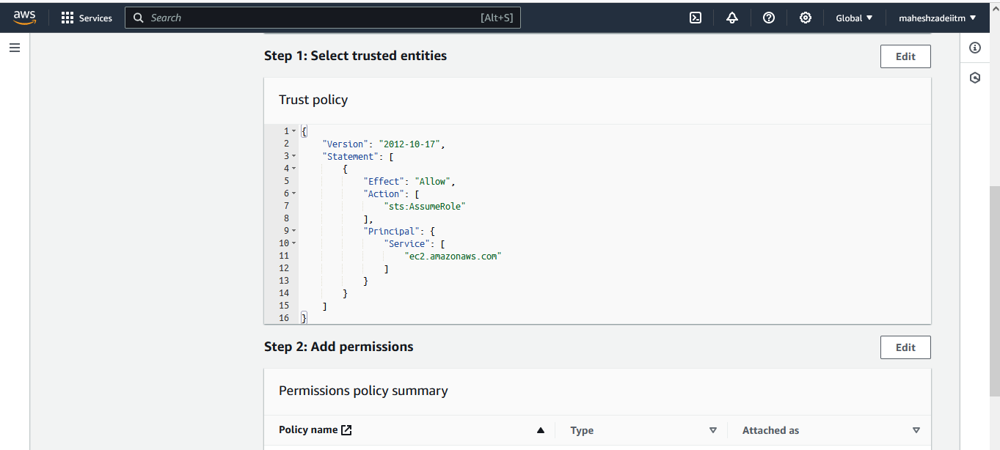 aws
Services
Search
[Alt+S]
Global
maheshzadeiitm
Step 1: Select trusted entities
Edit
Trust policy
1 {
2 "Version": "2012-10-17",
3 "Statement": [
4 {
5 "Effect": "Allow",
6 "Action": [
7 "sts:AssumeRole"
8 ],
9 "Principal": {
10 "Service": [
11 "ec2.amazonaws.com"
12 ]
13 }
14 }
15 ]
16 }
Step 2: Add permissions
Edit
Permissions policy summary
Policy name
Type
Attached as